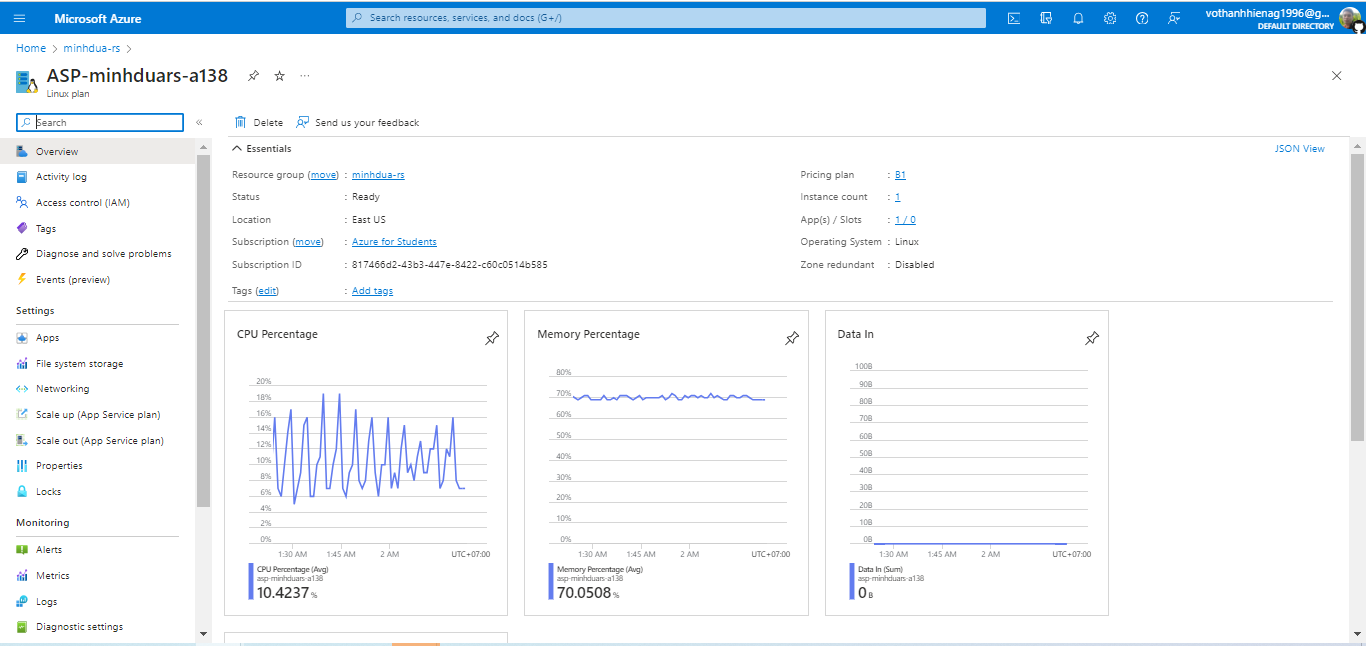 Microsoft Azure
Search resources, services, and docs (G+/)
vothanhhienag1996@g...
DEFAULT DIRECTORY
Home > minhdua-rs >
ASP-minhduars-a138
...
Linux plan
Search
«
Delete
Send us your feedback
Overview
Activity log
Access control (IAM)
Tags
Diagnose and solve problems
Events (preview)
Settings
Apps
File system storage
Networking
Scale up (App Service plan)
Scale out (App Service plan)
Properties
Locks
Monitoring
Alerts
Metrics
Logs
Diagnostic settings
Essentials
JSON View
Resource group (move) : minhdua-rs
Status : Ready
Location : East US
Subscription (move) : Azure for Students
Subscription ID : 817466d2-43b3-447e-8422-c60c0514b585
Tags (edit) : Add tags
Pricing plan : B1
Instance count : 1
App(s) / Slots : 1 / 0
Operating System : Linux
Zone redundant : Disabled
CPU Percentage
20%
18%
16%
14%
12%
10%
8%
6%
4%
2%
0%
1:30 AM 1:45 AM 2 AM UTC+07:00
CPU Percentage (Avg)
asp-minhduars-a138
10.4237 %
Memory Percentage
80%
70%
60%
50%
40%
30%
20%
10%
0%
1:30 AM 1:45 AM 2 AM UTC+07:00
Memory Percentage (Avg)
asp-minhduars-a138
70.0508 %
Data In
100B
90B
80B
70B
60B
50B
40B
30B
20B
10B
0B
1:30 AM 1:45 AM 2 AM UTC+07:00
Data In (Sum)
asp-minhduars-a138
0 B